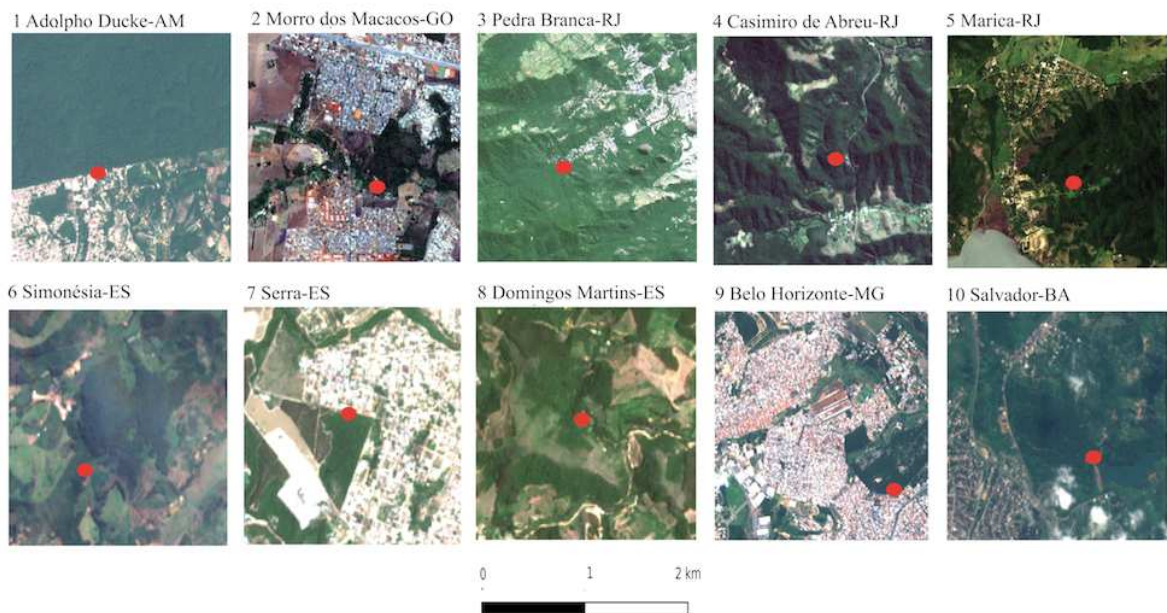 1 Adolpho Ducke-AM
2 Morro dos Macacos-GO
3 Pedra Branca-RJ
4 Casimiro de Abreu-RJ
5 Marica-RJ
6 Simonésia-ES
7 Serra-ES
8 Domingos Martins-ES
9 Belo Horizonte-MG
10 Salvador-BA
0 1 2 km